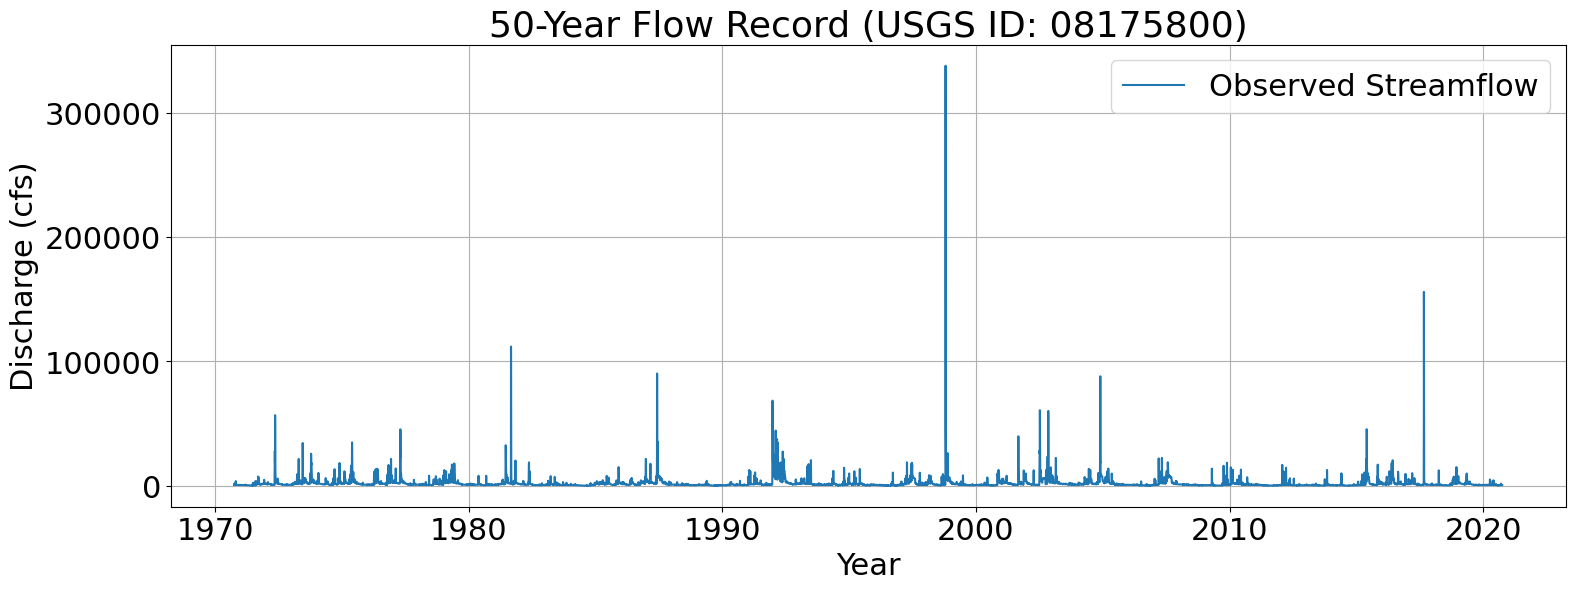 50-Year Flow Record (USGS ID: 08175800)
Observed Streamflow
Discharge (cfs)
300000
200000
100000
0
1970 1980 1990 2000 2010 2020
Year